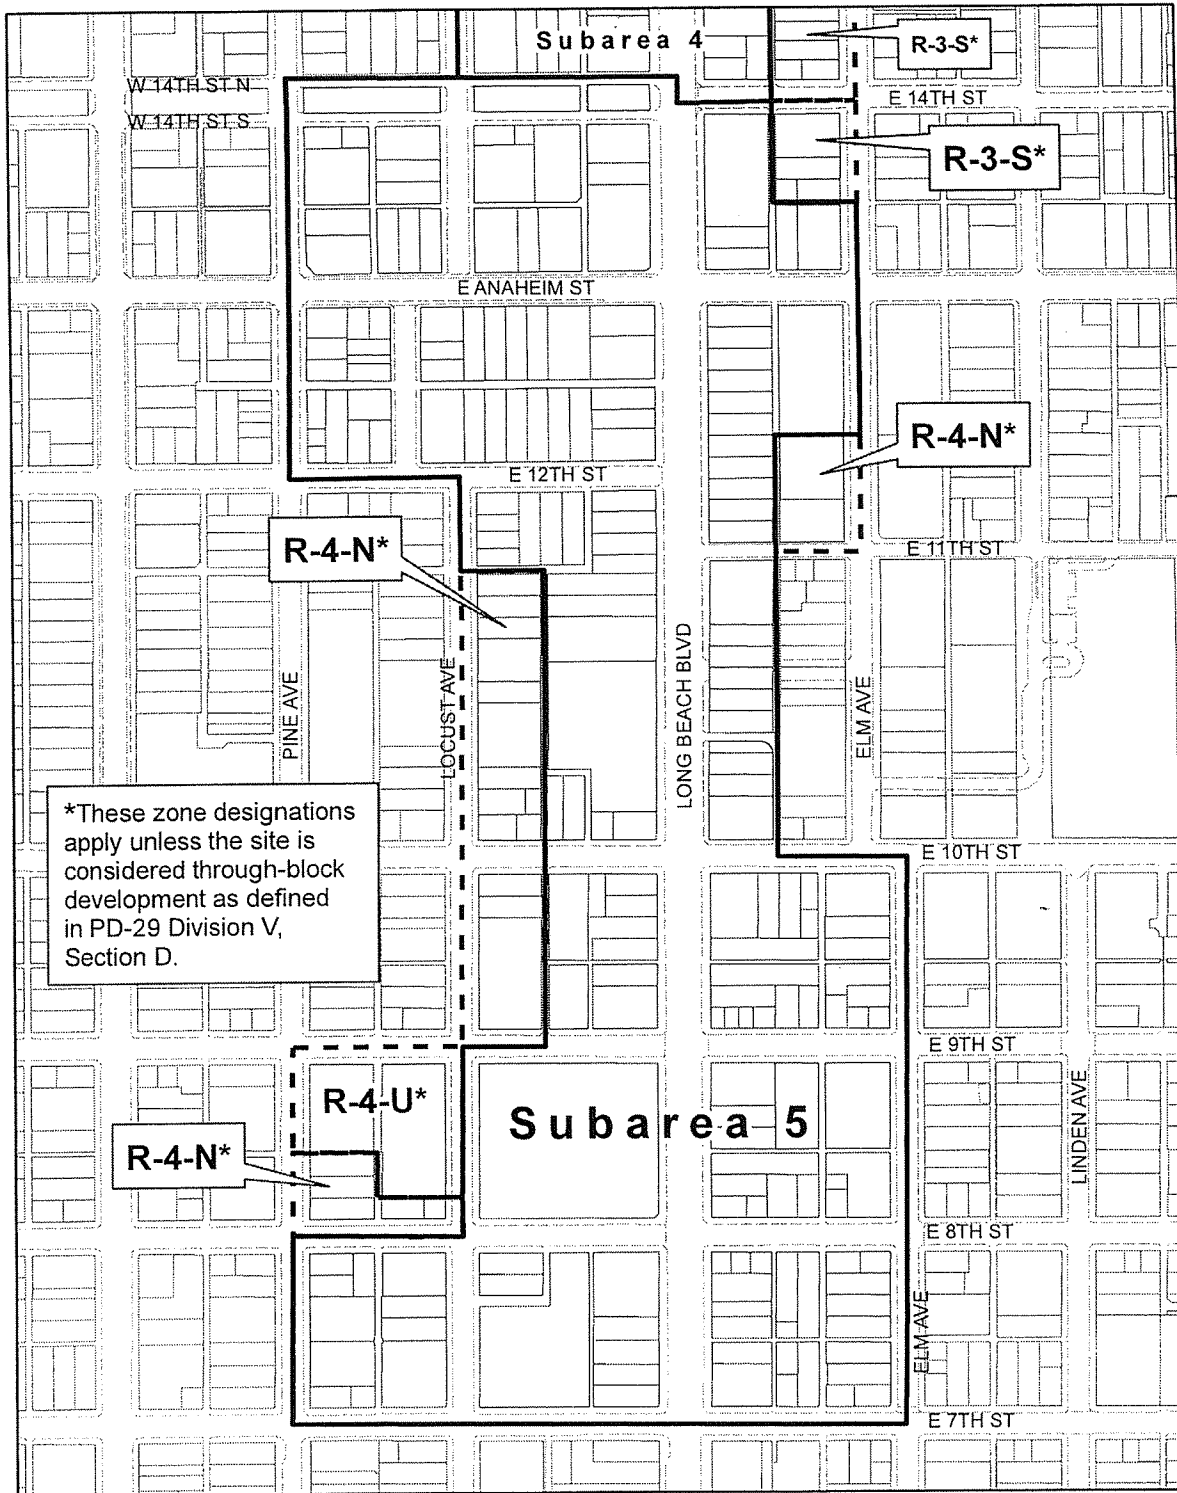 Subarea 4
R-3-S*
W 14TH ST N
E 14TH ST
W 14TH ST S
R-3-S*
E ANAHEIM ST
R-4-N*
E 12TH ST
R-4-N*
E 11TH ST
PINE AVE
LOCUST AVE
LONG BEACH BLVD
ELM AVE
*These zone designations
apply unless the site is
considered through-block
development as defined
in PD-29 Division V,
Section D.
E 10TH ST
E 9TH ST
R-4-U*
Subarea 5
LINDEN AVE
R-4-N*
E 8TH ST
ELM AVE
E 7TH ST